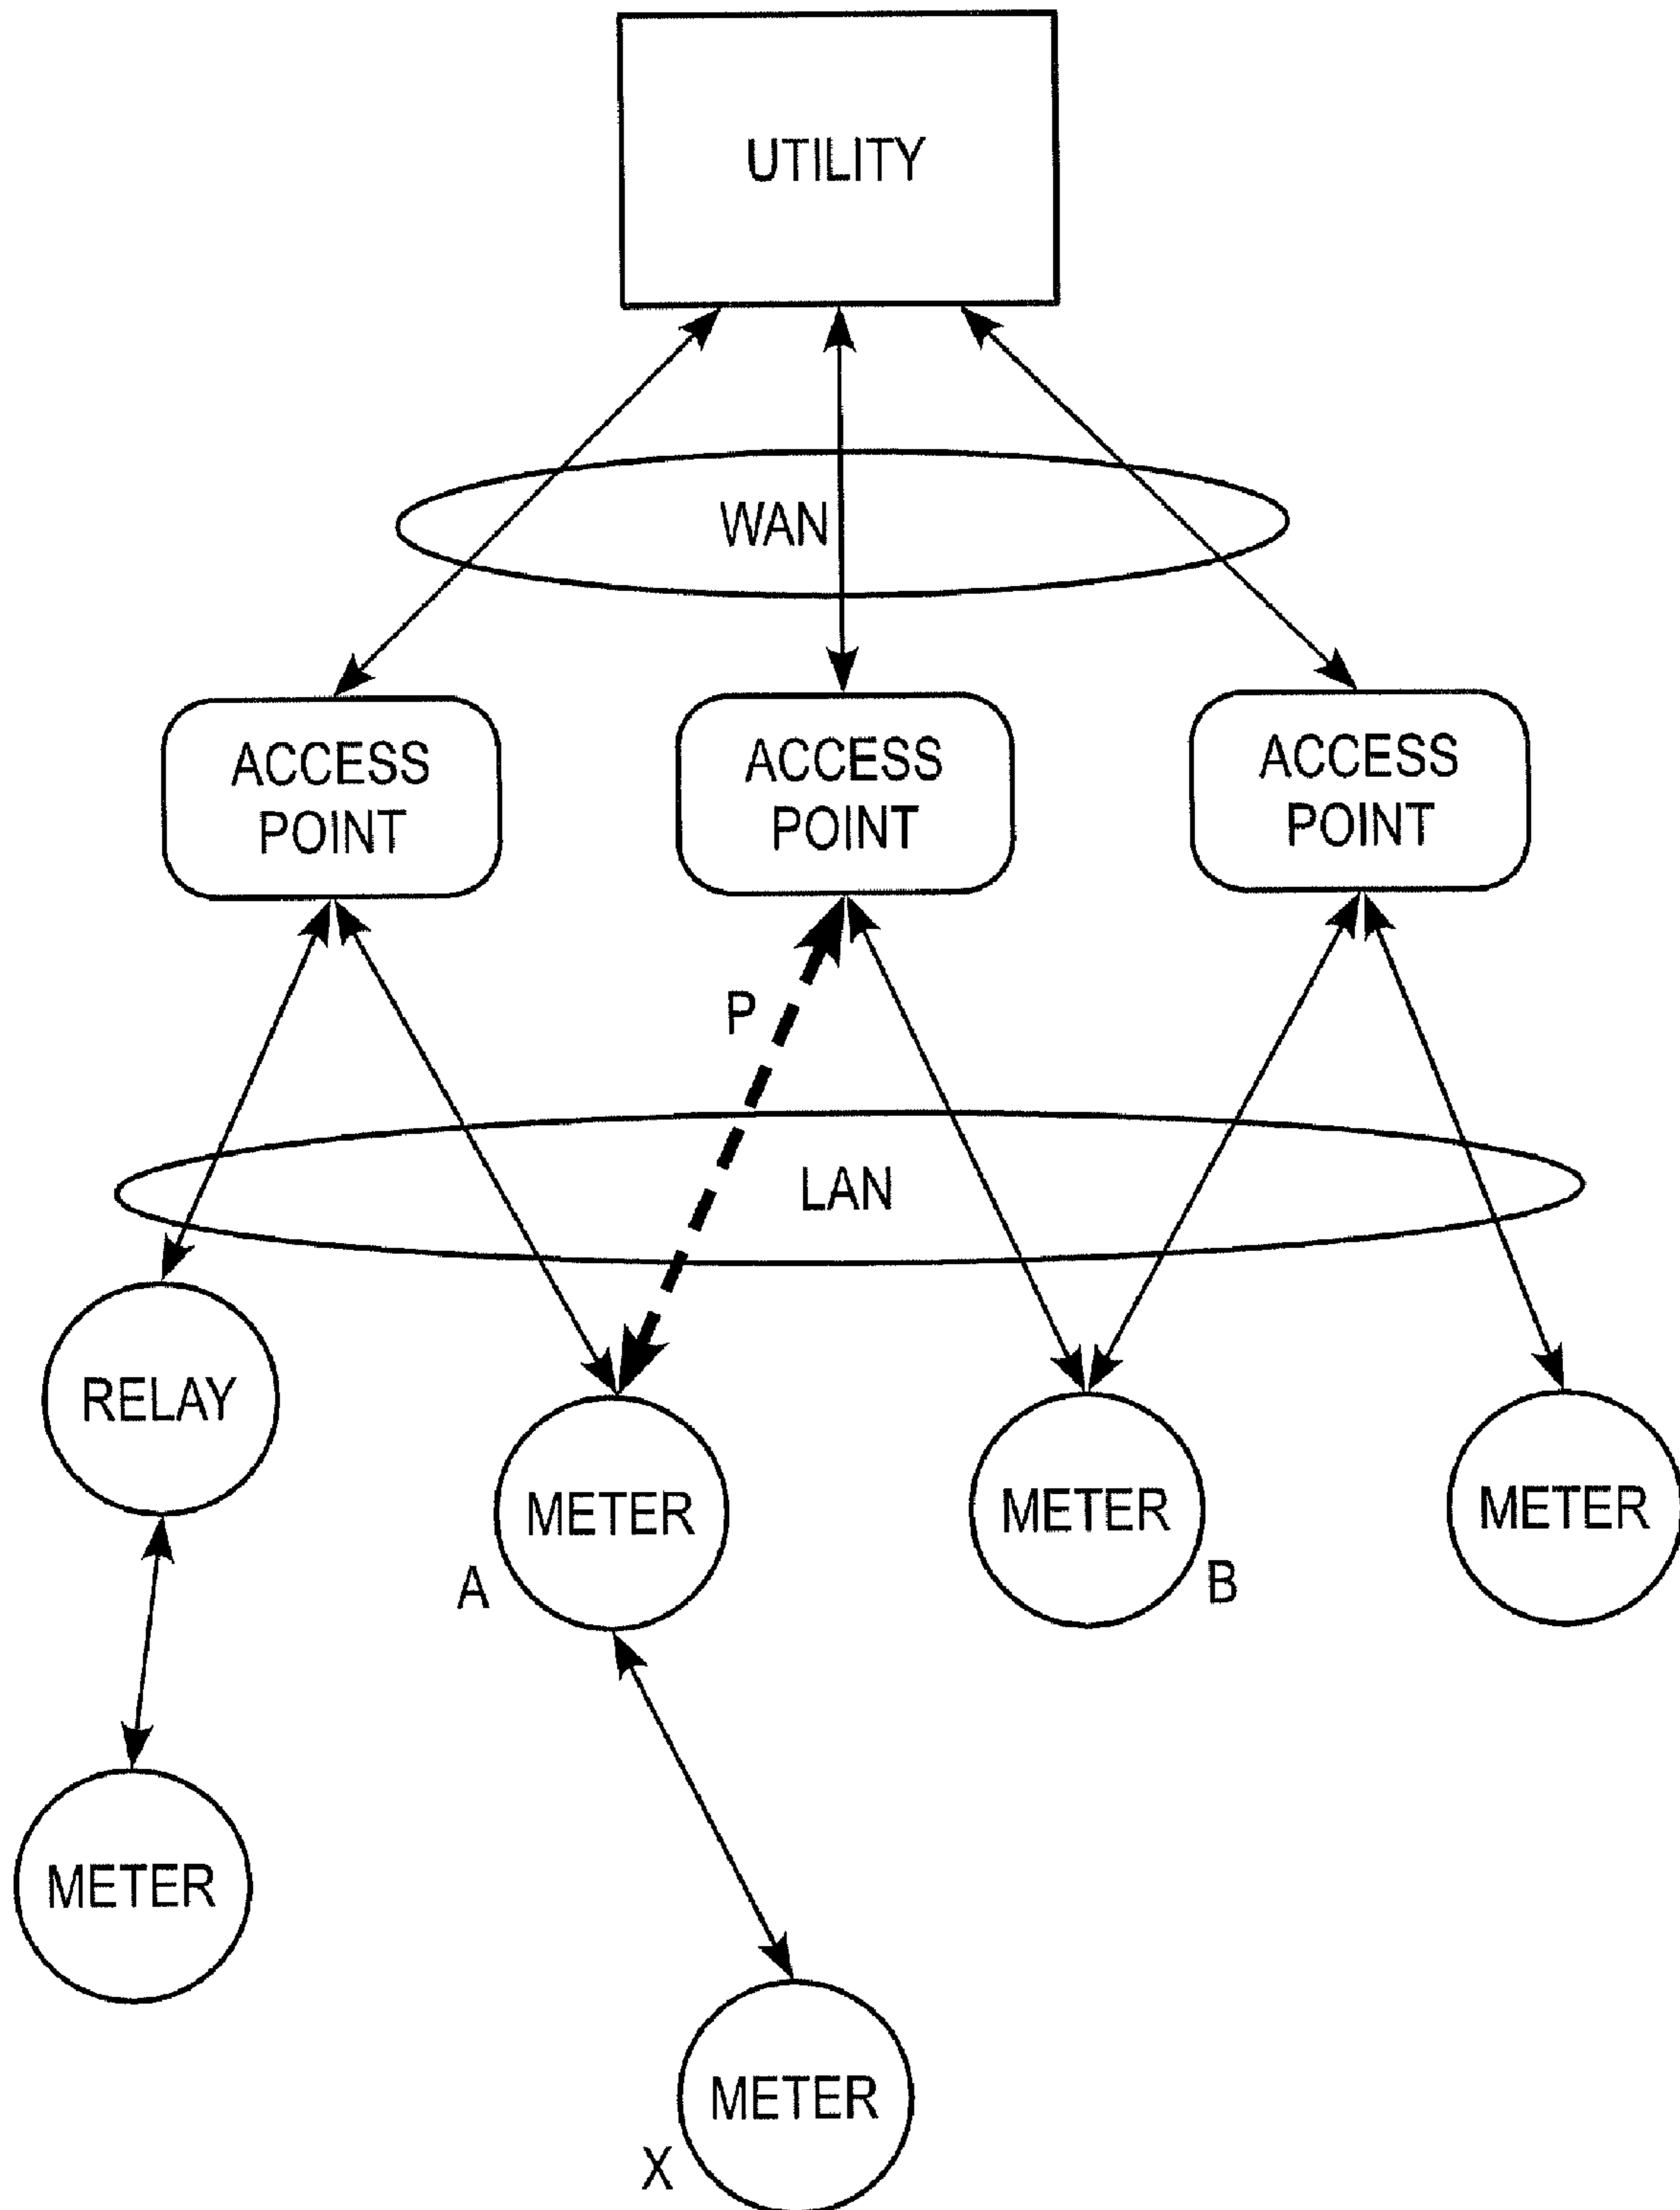 UTILITY
WAN
ACCESS
POINT
ACCESS
POINT
ACCESS
POINT
P
LAN
RELAY
METER
A
METER
B
METER
METER
METER
X